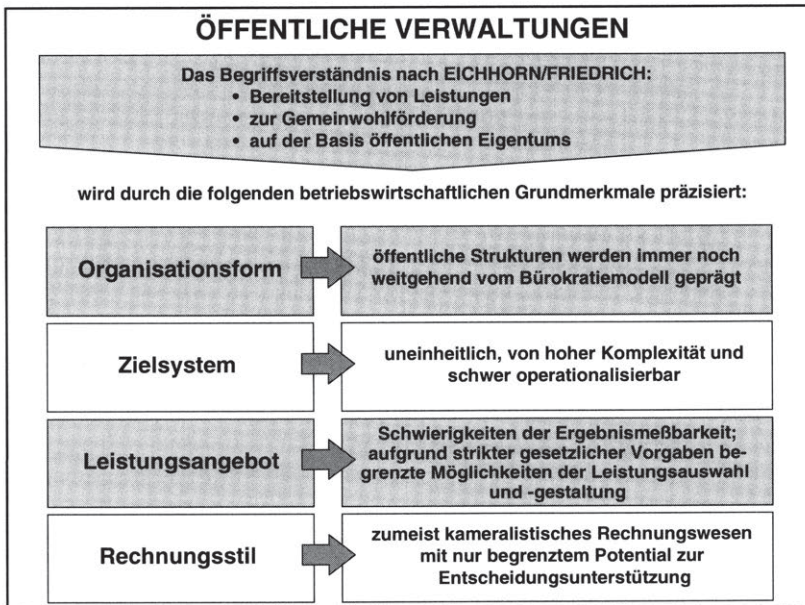 ÖFFENTLICHE VERWALTUNGEN
Das Begriffsverständnis nach EICHHORN/FRIEDRICH:
• Bereitstellung von Leistungen
• zur Gemeinwohlförderung
• auf der Basis öffentlichen Eigentums
wird durch die folgenden betriebswirtschaftlichen Grundmerkmale präzisiert:
Organisationsform
öffentliche Strukturen werden immer noch
weitgehend vom Bürokratiemodell geprägt
Zielsystem
uneinheitlich, von hoher Komplexität und
schwer operationalisierbar
Leistungsangebot
Schwierigkeiten der Ergebnismeßbarkeit;
aufgrund strikter gesetzlicher Vorgaben be-
grenzte Möglichkeiten der Leistungsauswahl
und -gestaltung
Rechnungsstil
zumeist kameralistisches Rechnungswesen
mit nur begrenztem Potential zur
Entscheidungsunterstützung